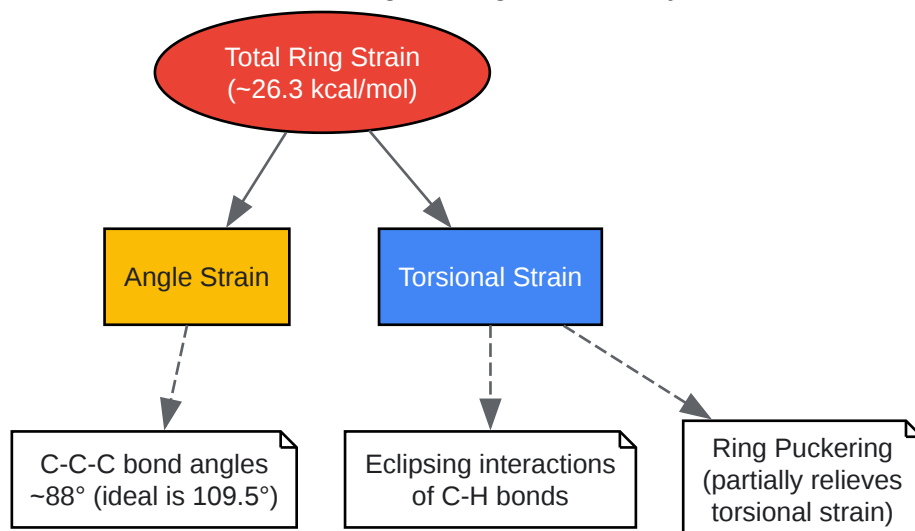 Total Ring Strain
(~26.3 kcal/mol)
Angle Strain
Torsional Strain
C-C-C bond angles
~88° (ideal is 109.5°)
Eclipsing interactions
of C-H bonds
Ring Puckering
(partially relieves
torsional strain)